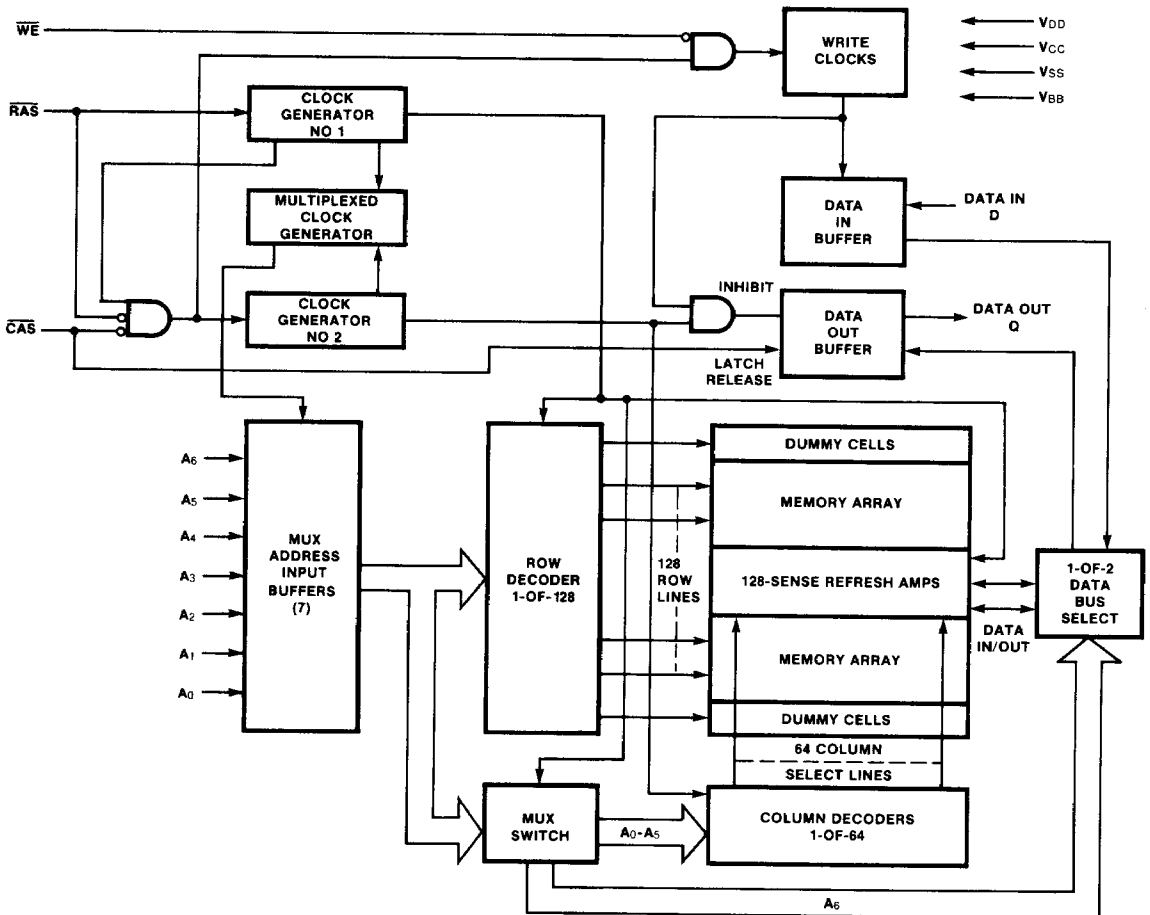 WE
WRITE
CLOCKS
VDD
VCC
VSS
VBB
RAS
CLOCK
GENERATOR
NO 1
MULTIPLEXED
CLOCK
GENERATOR
DATA
IN
BUFFER
DATA IN
D
CAS
CLOCK
GENERATOR
NO 2
INHIBIT
DATA
OUT
BUFFER
DATA OUT
Q
LATCH
RELEASE
A6
A5
A4
A3
A2
A1
A0
MUX
ADDRESS
INPUT
BUFFERS
(7)
ROW
DECODER
1-OF-128
128
ROW
LINES
DUMMY CELLS
MEMORY ARRAY
128-SENSE REFRESH AMPS
MEMORY ARRAY
DUMMY CELLS
DATA
IN/OUT
1-OF-2
DATA
BUS
SELECT
64 COLUMN
SELECT LINES
MUX
SWITCH
A0-A5
COLUMN DECODERS
1-OF-64
A6